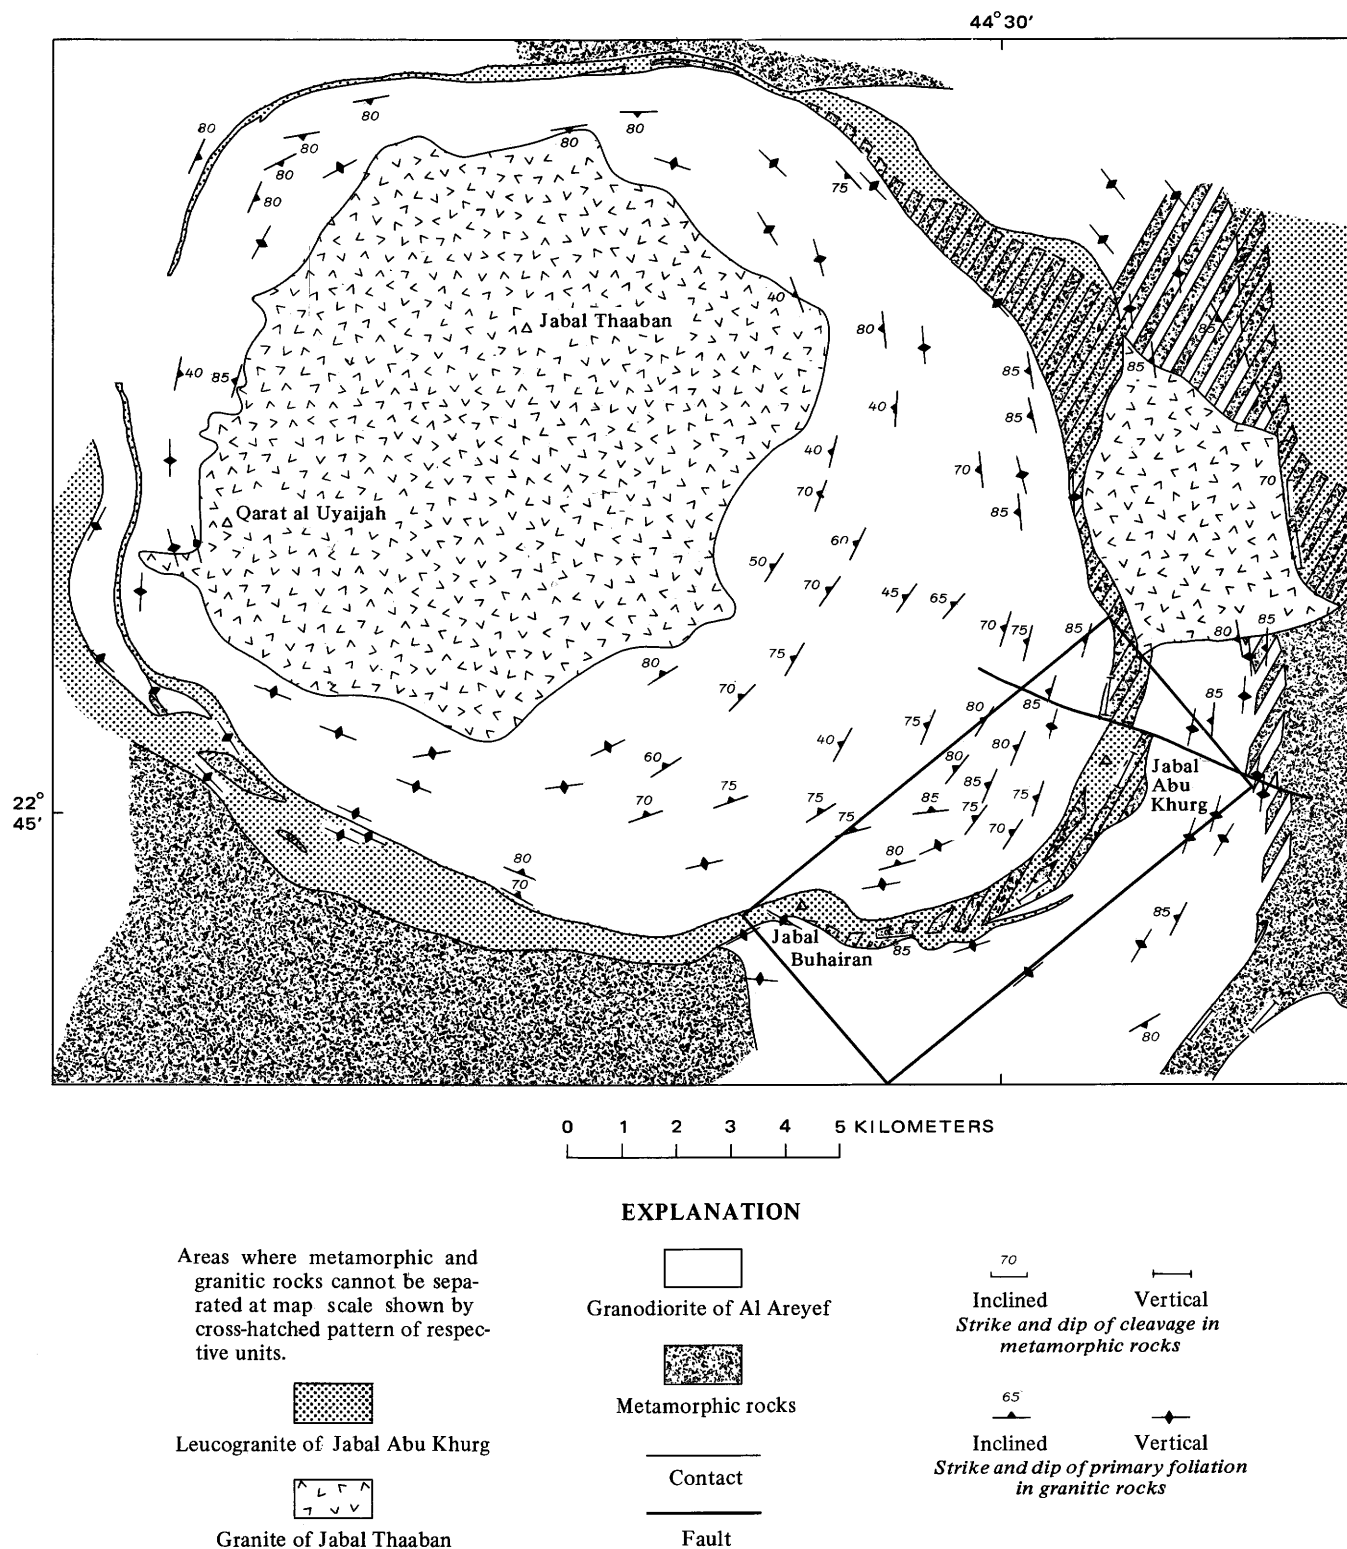 44°30'
80
80
80
80
80
80
80
80
75
40
Jabal Thaaban
80
85
85
40
85
85
40
85
40
70
70
70
Qarat al Uyaijah
85
60
50
70
45
65
70
75
85
80
85
80
75
70
75
80
85
85
40
80
60
80
Jabal
Abu
Khurg
85
75
75
85
75
75
70
75
70
22°
45'
80
80
70
85
Jabal
Buhairan
85
80
0 1 2 3 4 5 KILOMETERS
EXPLANATION
Areas where metamorphic and
granitic rocks cannot be sepa-
rated at map scale shown by
cross-hatched pattern of respec-
tive units.
Leucogranite of Jabal Abu Khurg
Granite of Jabal Thaaban
Granodiorite of Al Areyef
Metamorphic rocks
Contact
Fault
70
Inclined Vertical
Strike and dip of cleavage in
metamorphic rocks
65
Inclined Vertical
Strike and dip of primary foliation
in granitic rocks